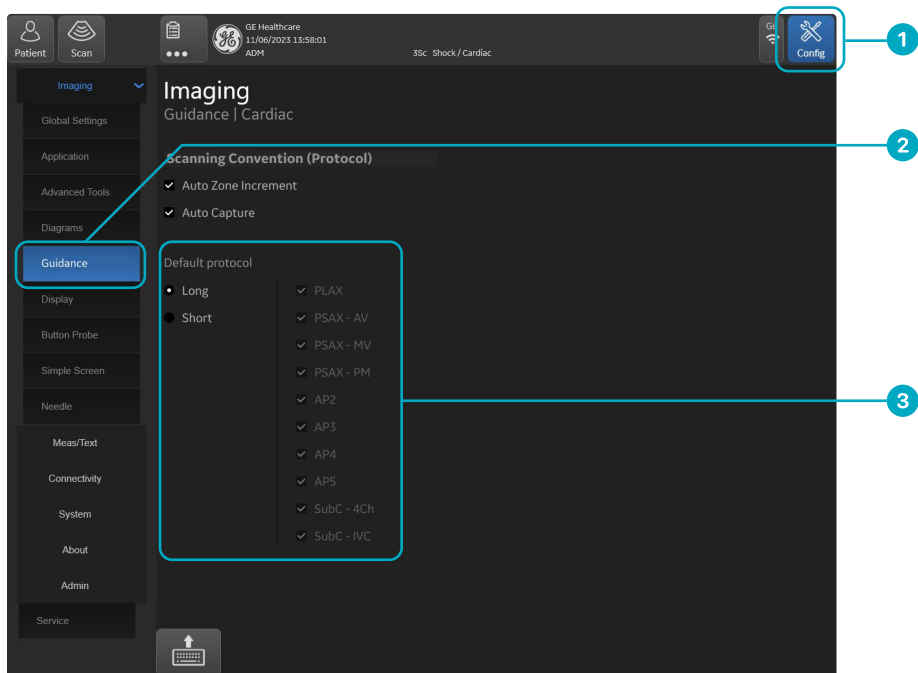 Patient
Scan
GE Healthcare
11/06/2023 13:58:01
ADM
3Sc Shock / Cardiac
Config
1
Imaging
Global Settings
Application
Advanced Tools
Diagrams
Guidance
Display
Button Probe
Simple Screen
Needle
Meas/Text
Connectivity
System
About
Admin
Service
Imaging
Guidance | Cardiac
2
Scanning Convention (Protocol)
Auto Zone Increment
Auto Capture
Default protocol
Long
Short
PLAX
PSAX - AV
PSAX - MV
PSAX - PM
AP2
AP3
AP4
AP5
SubC - 4Ch
SubC - IVC
3